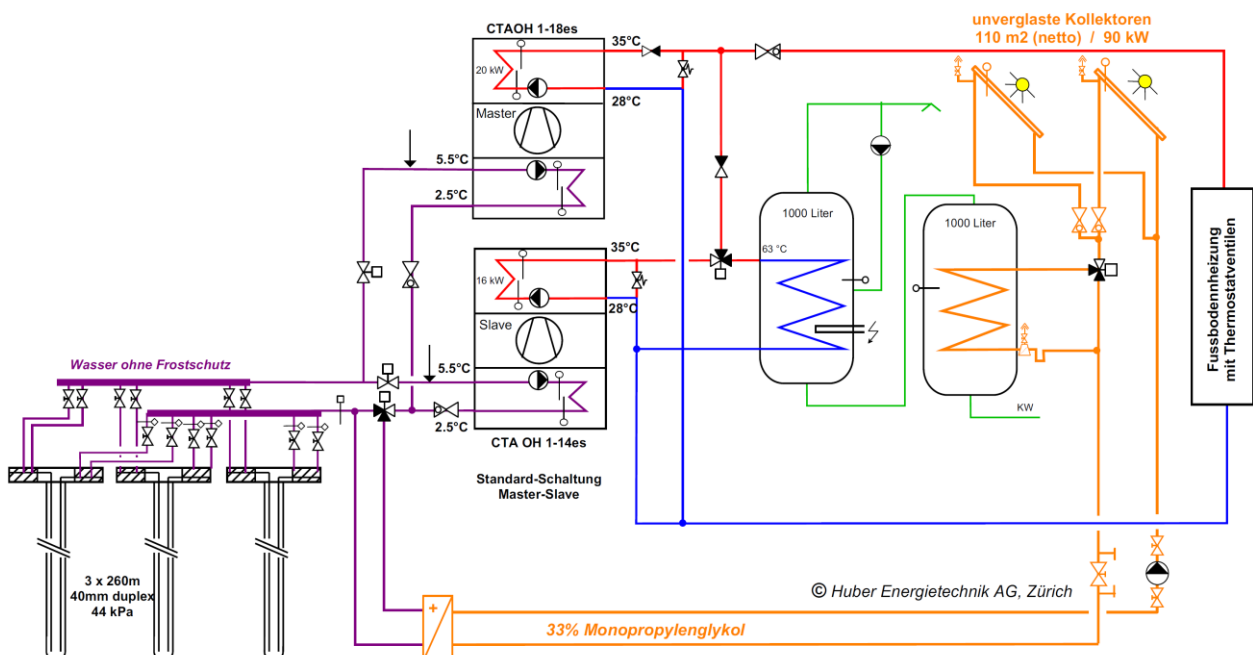 CTAOH 1-18es
unverglaste Kollektoren
110 m2 (netto) / 90 kW
35°C
20 kW
28°C
Master
5.5°C
2.5°C
1000 Liter
1000 Liter
35°C
63 °C
16 kW
28°C
Slave
Wasser ohne Frostschutz
5.5°C
2.5°C
KW
CTA OH 1-14es
Fussbodennheizung
mit Thermostatventilen
Standard-Schaltung
Master-Slave
3 x 260m
40mm duplex
44 kPa
© Huber Energietechnik AG, Zürich
+
-
33% Monopropylenglykol